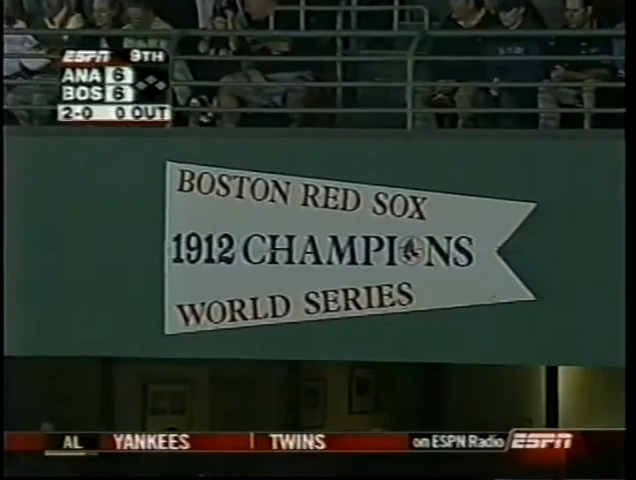 ESPN 9TH
ANA 6
BOS 6
2-0 0 OUT
BOSTON RED SOX
1912 CHAMPIONS
WORLD SERIES
AL YANKEES TWINS on ESPN Radio ESPN